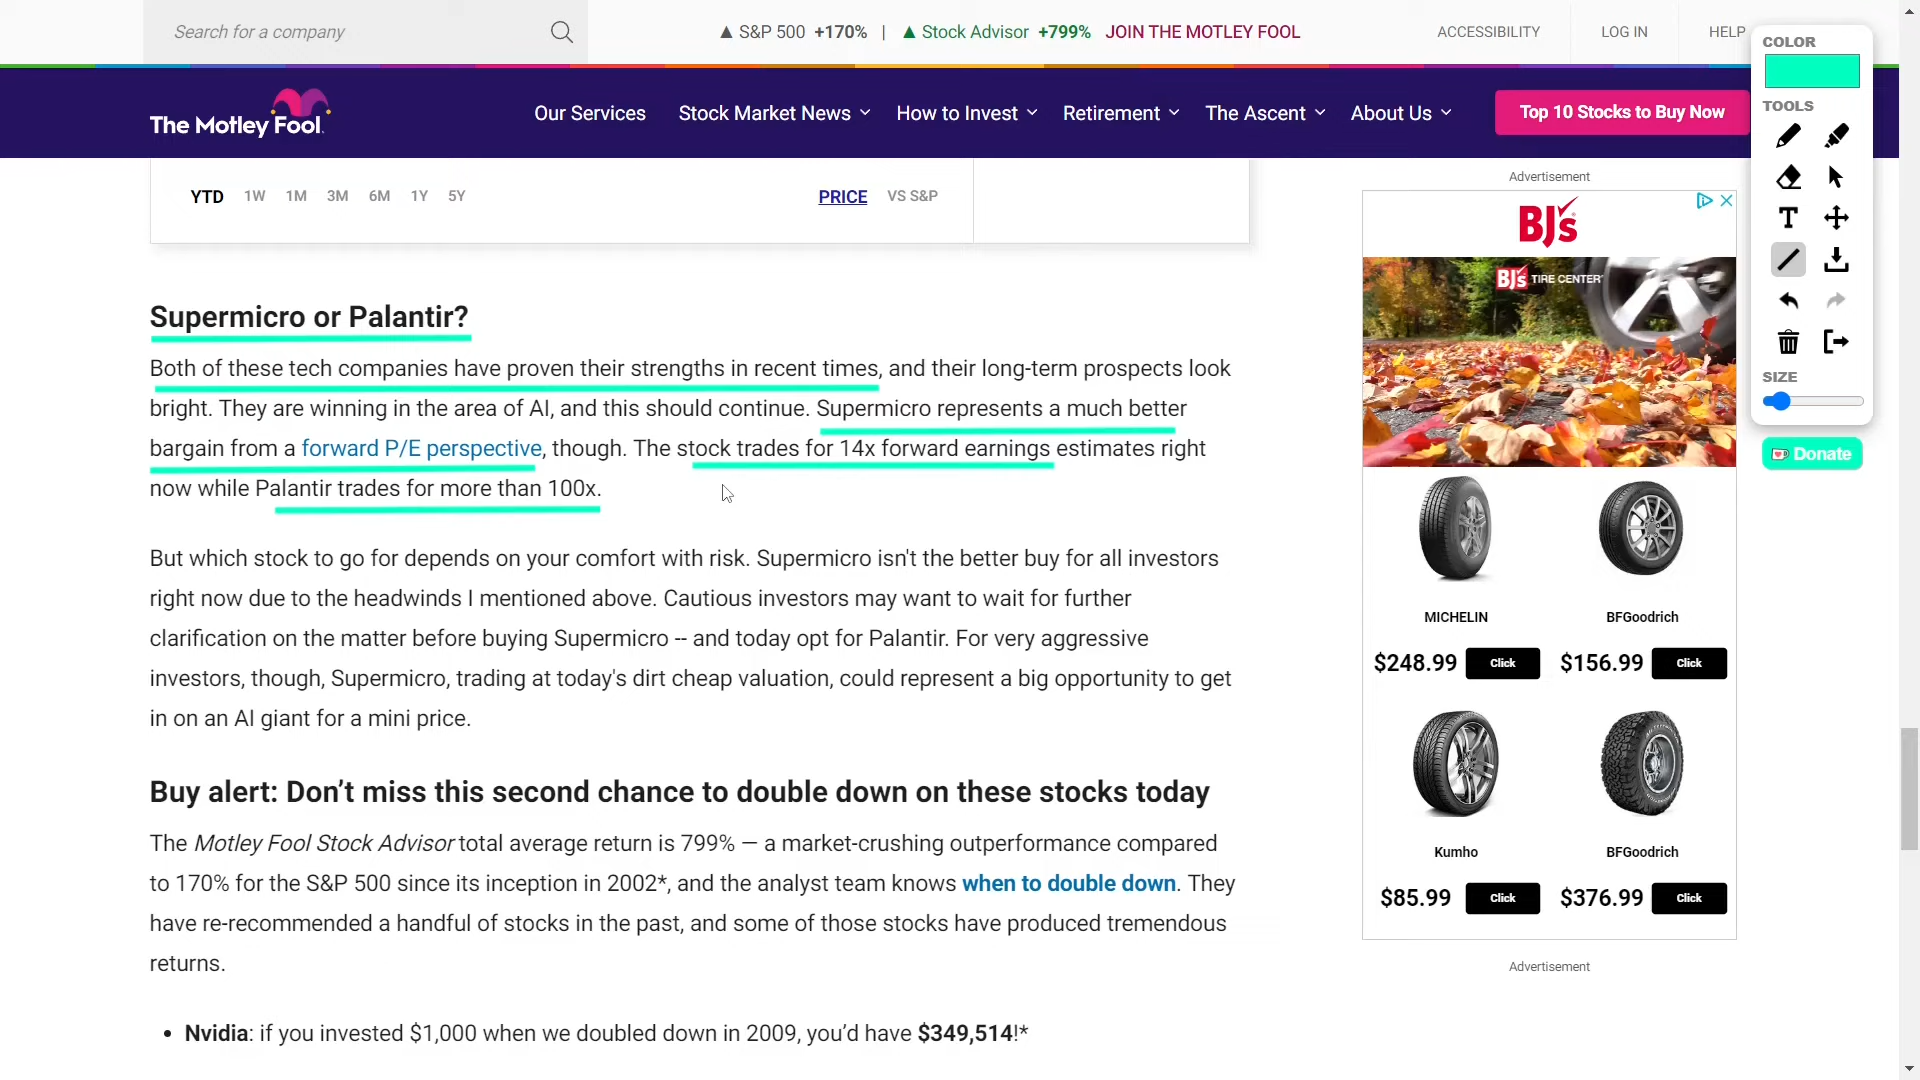 Search for a company
▲ S&P 500 +170% | ▲ Stock Advisor +799% JOIN THE MOTLEY FOOL
ACCESSIBILITY LOG IN HELP
The Motley Fool.
Our Services Stock Market News How to Invest Retirement The Ascent About Us Top 10 Stocks to Buy Now
COLOR
TOOLS
T
SIZE
Donate
YTD 1W 1M 3M 6M 1Y 5Y PRICE VS S&P
Supermicro or Palantir?
Both of these tech companies have proven their strengths in recent times, and their long-term prospects look
bright. They are winning in the area of AI, and this should continue. Supermicro represents a much better
bargain from a forward P/E perspective, though. The stock trades for 14x forward earnings estimates right
now while Palantir trades for more than 100x.
But which stock to go for depends on your comfort with risk. Supermicro isn't the better buy for all investors
right now due to the headwinds I mentioned above. Cautious investors may want to wait for further
clarification on the matter before buying Supermicro -- and today opt for Palantir. For very aggressive
investors, though, Supermicro, trading at today's dirt cheap valuation, could represent a big opportunity to get
in on an AI giant for a mini price.
Buy alert: Don’t miss this second chance to double down on these stocks today
The Motley Fool Stock Advisor total average return is 799% — a market-crushing outperformance compared
to 170% for the S&P 500 since its inception in 2002*, and the analyst team knows when to double down. They
have re-recommended a handful of stocks in the past, and some of those stocks have produced tremendous
returns.
• Nvidia: if you invested $1,000 when we doubled down in 2009, you’d have $349,514!*
Advertisement
BJ's
BJ's TIRE CENTER
MICHELIN BFGoodrich
$248.99 Click $156.99 Click
Kumho BFGoodrich
$85.99 Click $376.99 Click
Advertisement